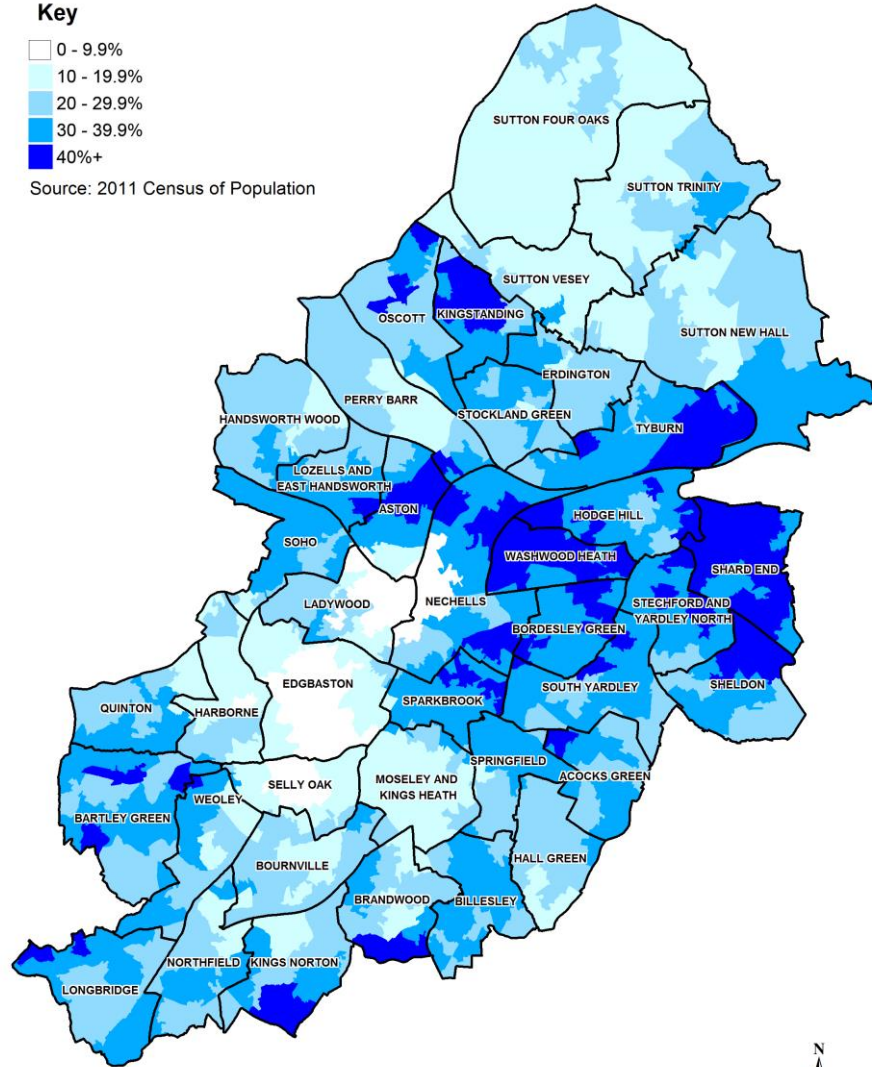 Key
0 - 9.9%
10 - 19.9%
20 - 29.9%
30 - 39.9%
40%+
Source: 2011 Census of Population
SUTTON FOUR OAKS
SUTTON TRINITY
SUTTON VESEY
OSCOTT
KINGSTANDING
SUTTON NEW HALL
ERDINGTON
PERRY BARR
STOCKLAND GREEN
HANDSWORTH WOOD
TYBURN
LOZELLS AND
EAST HANDSWORTH
ASTON
HODGE HILL
SOHO
WASHWOOD HEATH
SHARD END
LADYWOOD
NECHELLS
STECHFORD AND
YARDLEY NORTH
BORDESLEY GREEN
EDGBASTON
SOUTH YARDLEY
SHELDON
QUINTON
HARBORNE
SPARKBROOK
SPRINGFIELD
ACOCKS GREEN
SELLY OAK
MOSELEY AND
KINGS HEATH
WEOLEY
BARTLEY GREEN
BOURNVILLE
HALL GREEN
BRANDWOOD
BILLESLEY
NORTHFIELD
KINGS NORTON
LONGBRIDGE
N